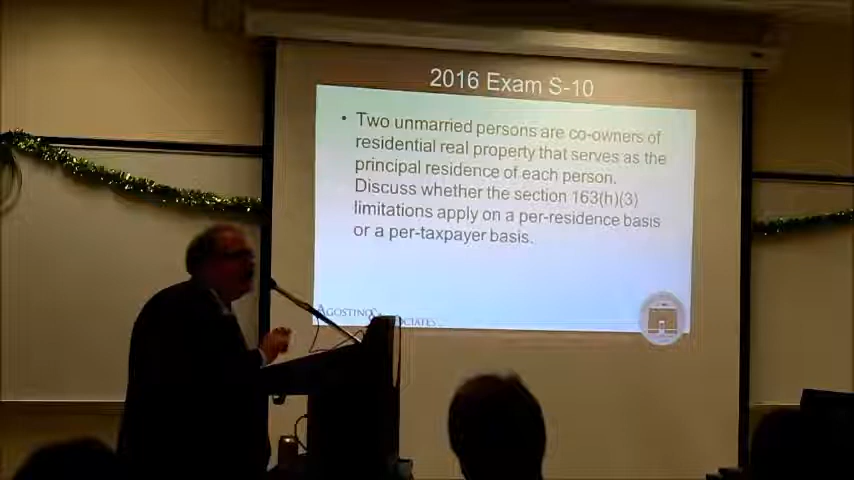 2016 Exam S-10
• Two unmarried persons are co-owners of
residential real property that serves as the
principal residence of each person.
Discuss whether the section 163(h)(3)
limitations apply on a per-residence basis
or a per-taxpayer basis.
AGOSTINO & CIATES